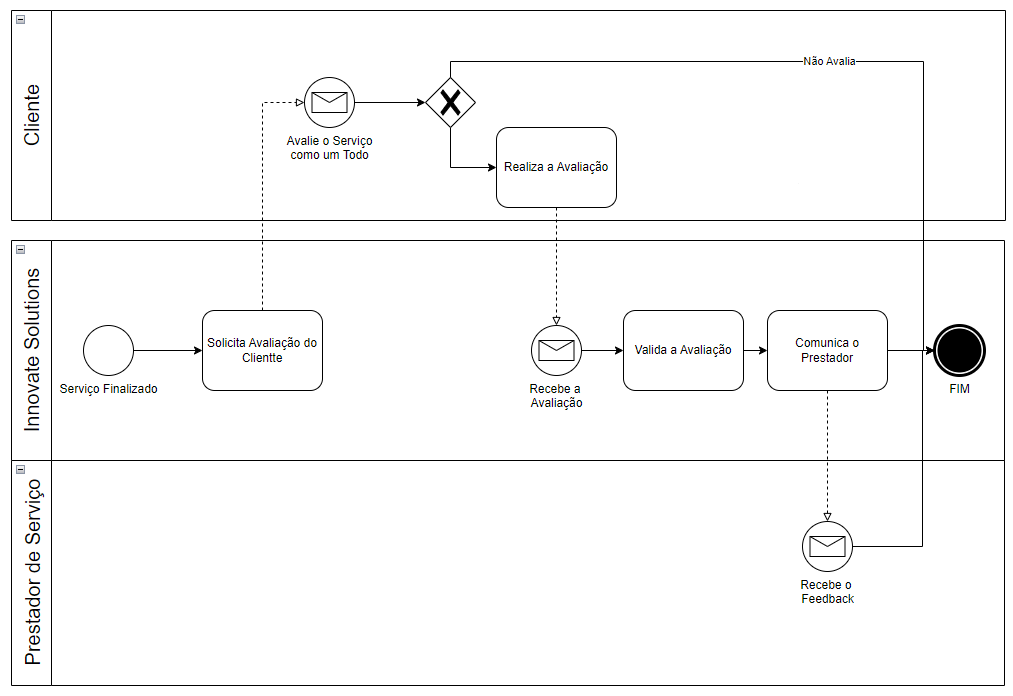 Cliente
Não Avalia
Avalie o Serviço
como um Todo
Realiza a Avaliação
Innovate Solutions
Serviço Finalizado
Solicita Avaliação do
Clientte
Recebe a
Avaliação
Valida a Avaliação
Comunica o
Prestador
FIM
Prestador de Serviço
Recebe o
Feedback